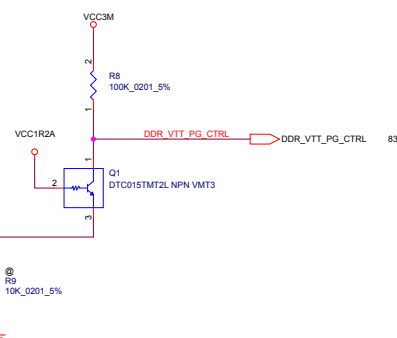 VCC3M
2
R8
100K_0201_5%
1
VCC1R2A
DDR_VTT_PG_CTRL
DDR_VTT_PG_CTRL 83
1
Q1
2
DTC015TMT2L NPN VMT3
3
@
R9
10K_0201_5%